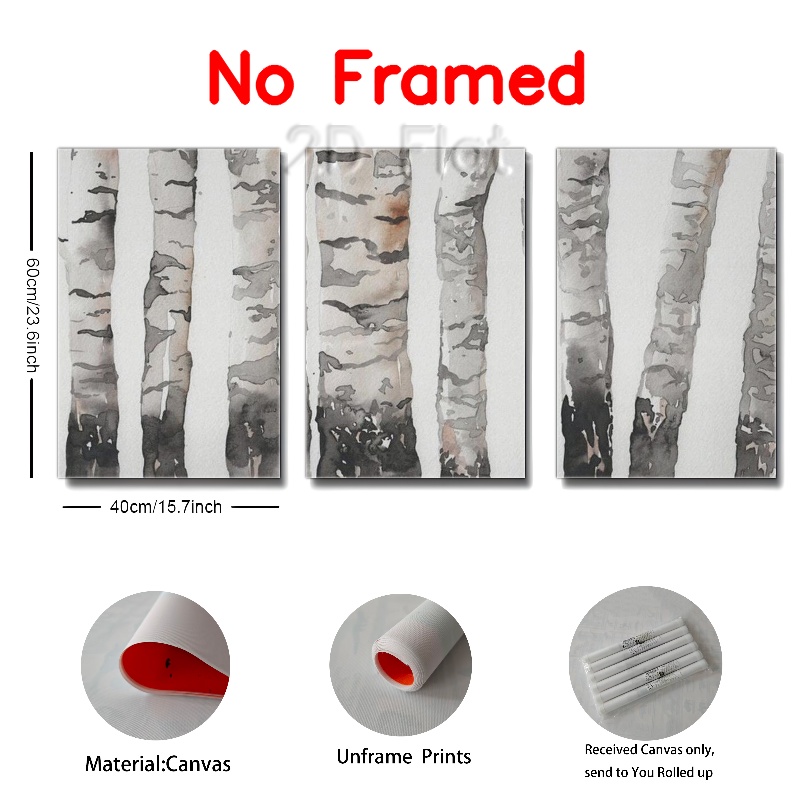 No Framed
2D Flat
60cm/23.6inch
40cm/15.7inch
Material:Canvas
Unframe Prints
Received Canvas only,
send to You Rolled up